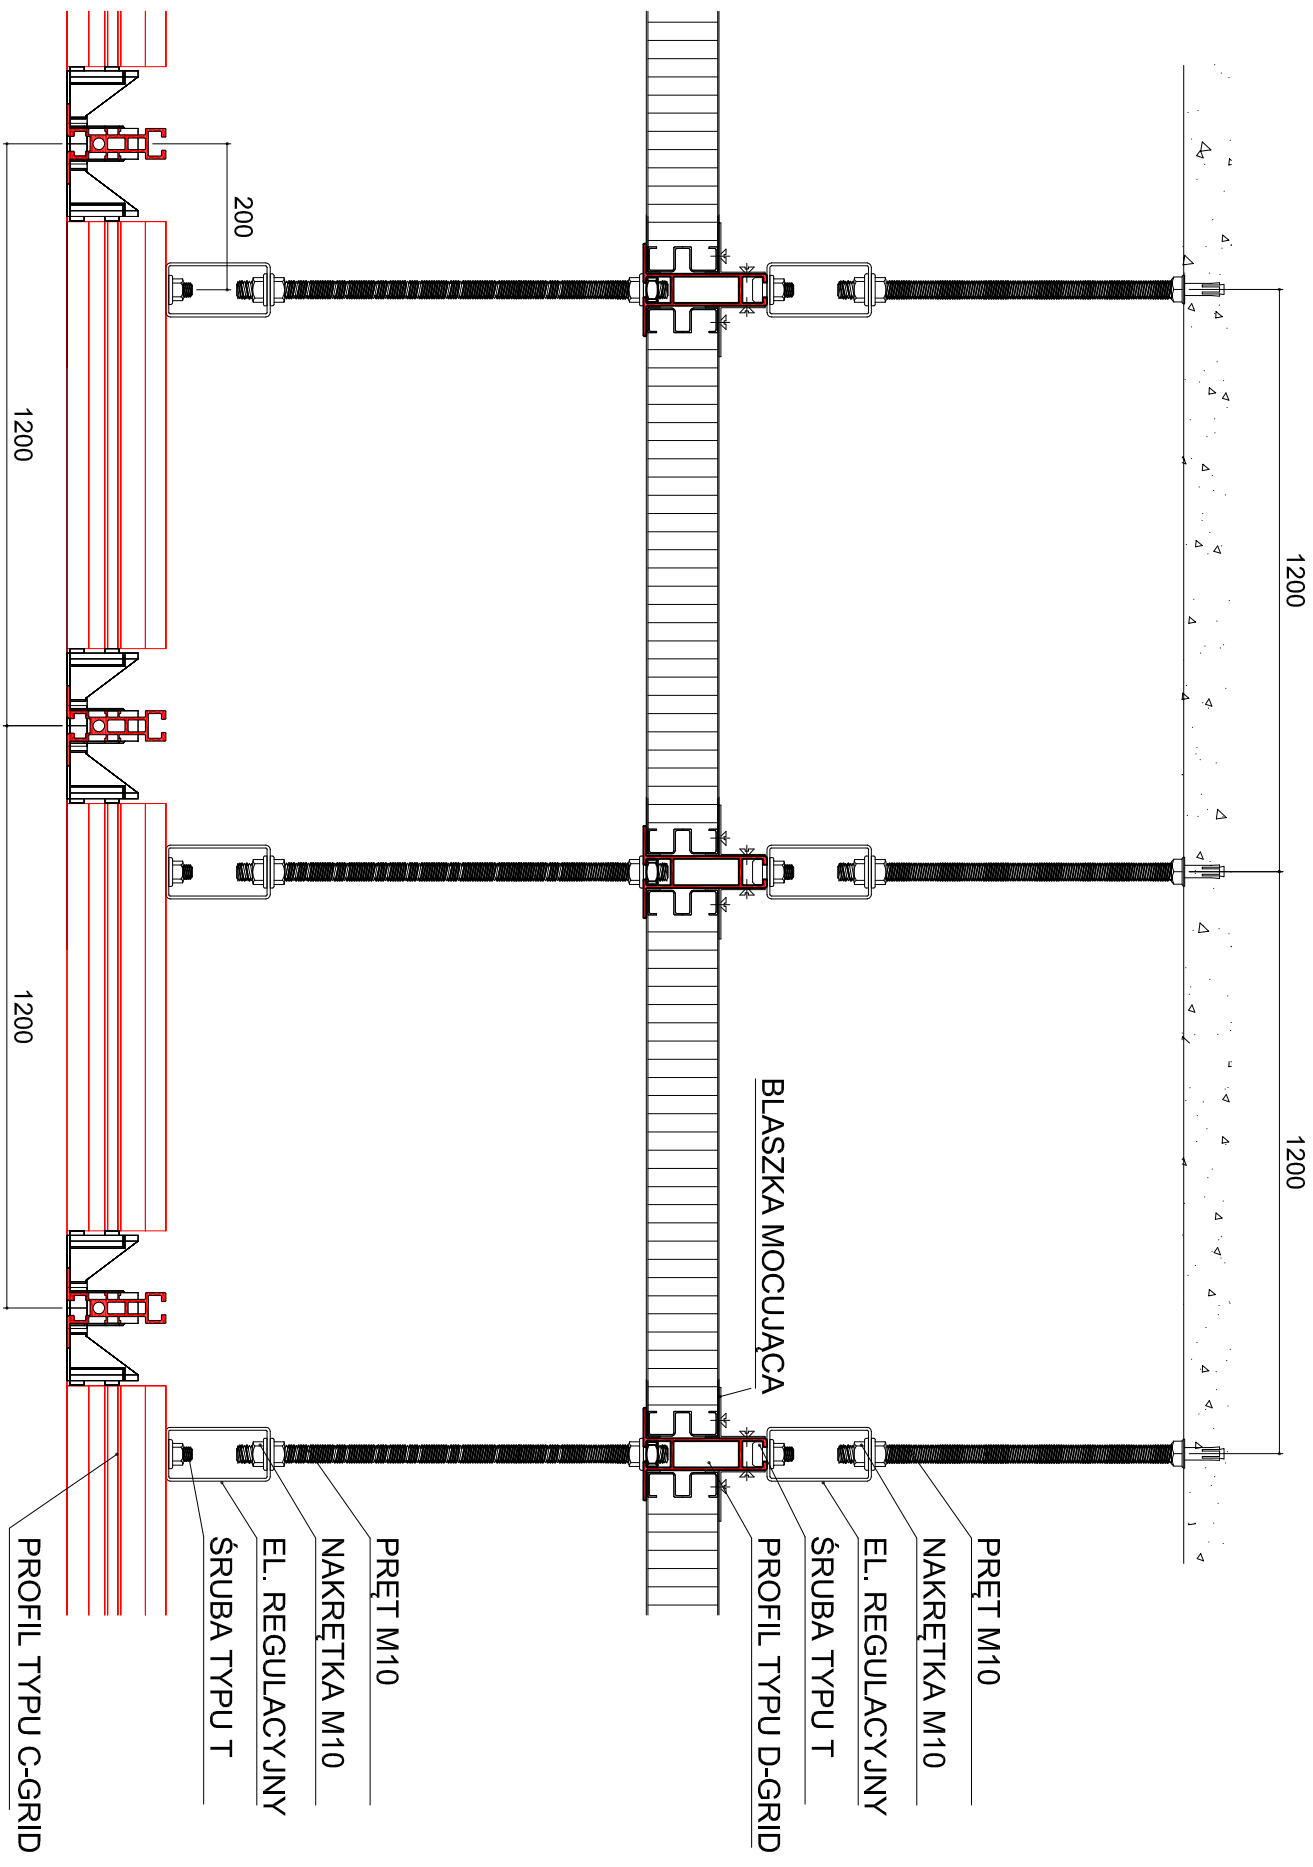 1200
1200
PRĘT M10
NAKRĘTKA M10
EL. REGULACYJNY
ŚRUBA TYPU T
PROFIL TYPU D-GRID
BLASZKA MOCUJĄCA
PRĘT M10
NAKRĘTKA M10
EL. REGULACYJNY
ŚRUBA TYPU T
PROFIL TYPU C-GRID
200
1200
1200